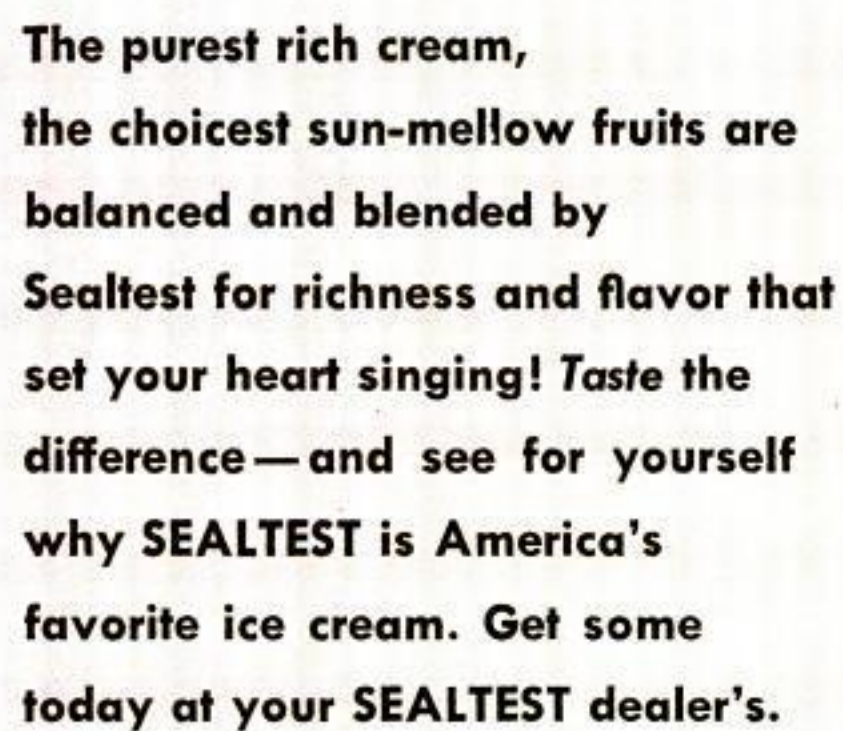 The purest rich cream,
the choicest sun-mellow fruits are
balanced and blended by
Sealtest for richness and flavor that
set your heart singing! Taste the
difference—and see for yourself
why SEALTEST is America's
favorite ice cream. Get some
today at your SEALTEST dealer's.